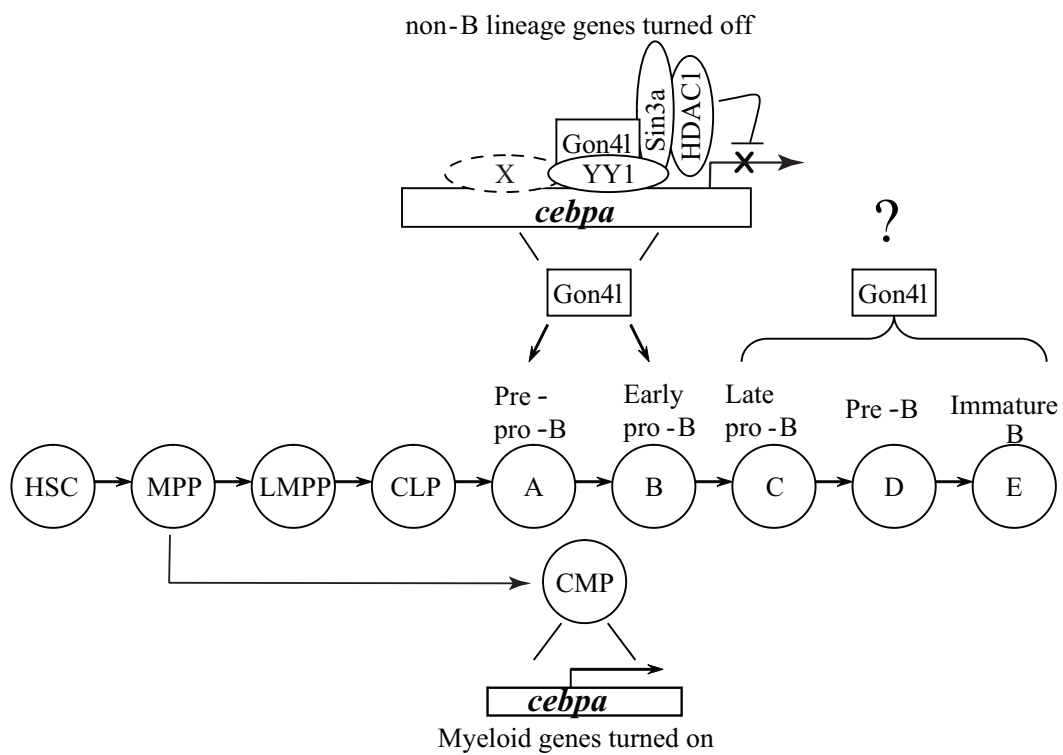 non-B lineage genes turned off
Sin3a
HDAC1
Gon4l
X
YY1
X
cebpa
?
Gon4l
Gon4l
Pre -
pro -B
Early
pro -B
Late
pro -B
Pre -B
Immature
B
HSC
MPP
LMPP
CLP
A
B
C
D
E
CMP
cebpa
Myeloid genes turned on